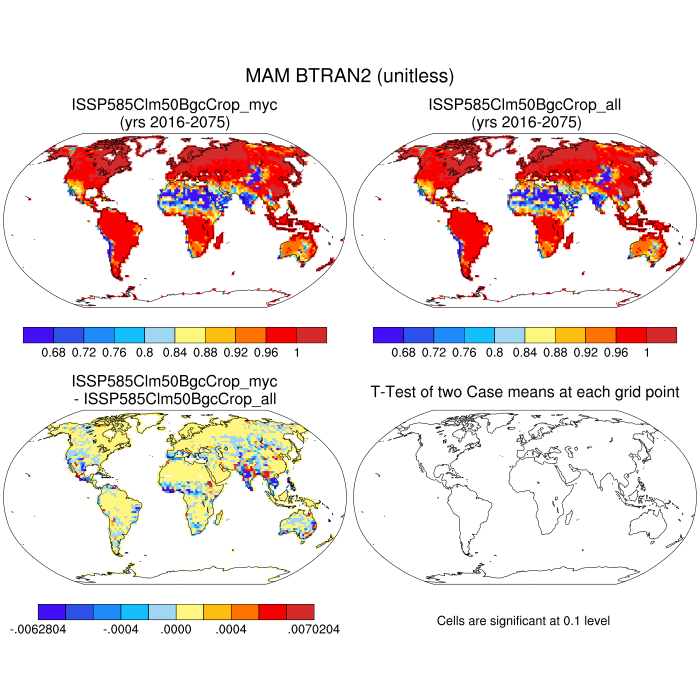 MAM BTRAN2 (unitless)
ISSP585Clm50BgcCrop_myc
(yrs 2016-2075)
ISSP585Clm50BgcCrop_all
(yrs 2016-2075)
0.68 0.72 0.76 0.8 0.84 0.88 0.92 0.96 1
0.68 0.72 0.76 0.8 0.84 0.88 0.92 0.96 1
ISSP585Clm50BgcCrop_myc
- ISSP585Clm50BgcCrop_all
T-Test of two Case means at each grid point
-.0062804 -.0004 .0000 .0004 .0070204
Cells are significant at 0.1 level